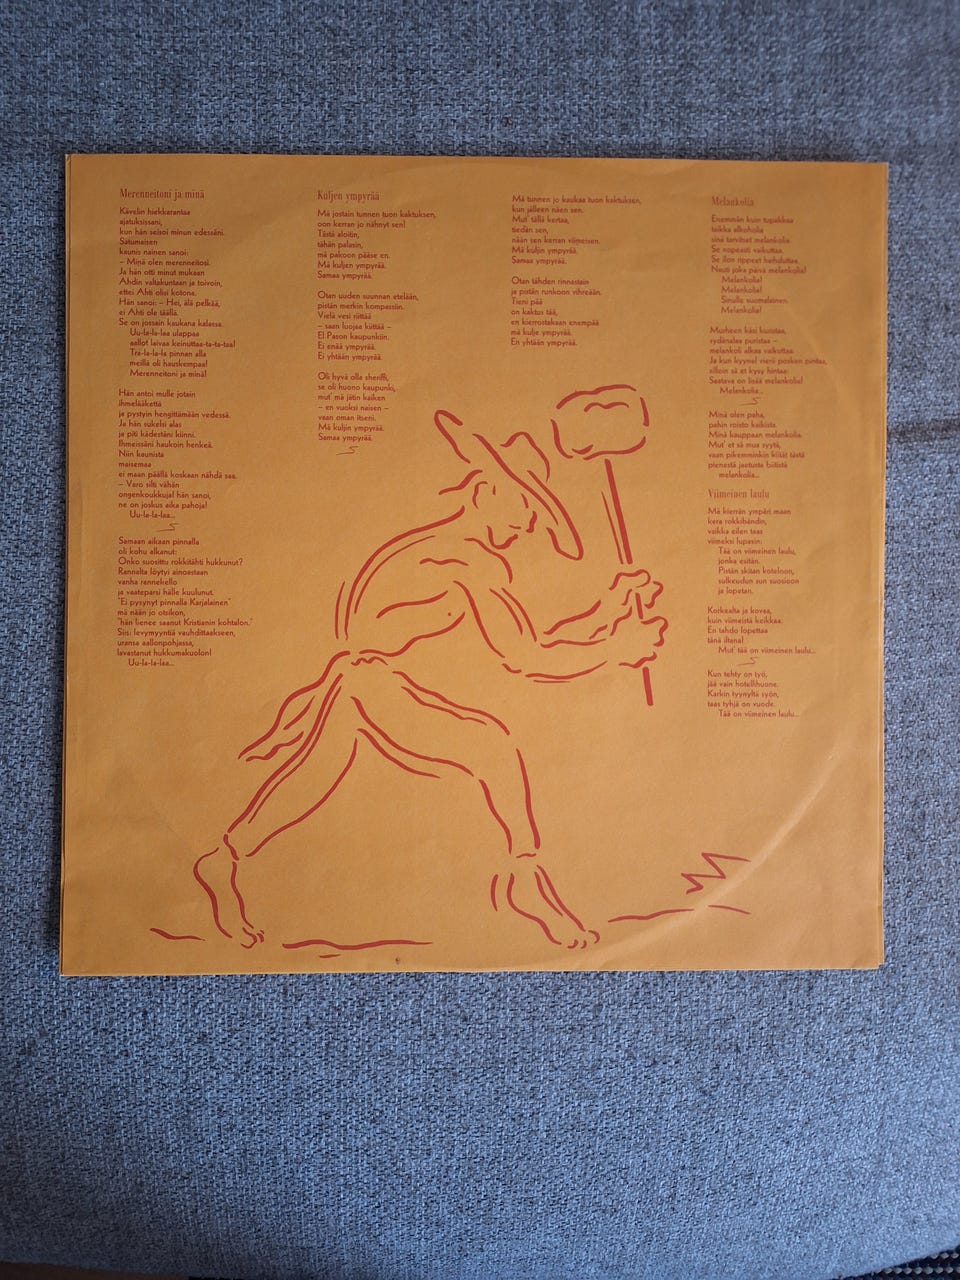 Merenneitoni ja minä
Kävelin hiekkarantaa
ajatuksissani,
kun hän seisoi minun edessäni.
Satumaisen
kaunis nainen sanoi:
– Minä olen merenneitosi.
Ja hän otti minut mukaan
Ahdin valtakuntaan ja toivoin,
ettei Ahti olisi kotona.
Hän sanoi: – Hei, älä pelkää,
ei Ahti ole täällä.
Se on jossain kaukana kalassa.
Uu-la-la-laa ulappaa
aallot laivaa keinuttaa-ta-ta-taa!
Tra-la-la-la pinnan alla
meillä oli hauskempaa!
Merenneitoni ja minä!
Hän antoi mulle jotain
ihmelääkettä
ja pystyin hengittämään vedessä.
Ja hän sukelsi alas
ja piti kädestäni kiinni.
Ihmeissäni haukoin henkeä.
Niin kaunista
maisemaa
ei maan päällä koskaan nähdä saa.
– Varo silti vähän
ongenkoukkuja! hän sanoi,
ne on joskus aika pahoja!
Uu-la-la-laa...
Samaan aikaan pinnalla
oli kohu alkanut:
Onko suosittu rokkitähti hukkunut?
Rannalta löytyi ainoastaan
vanha rannekello
ja vaateparsi hälle kuulunut.
"Ei pysynyt pinnalla Karjalainen"
mä näin jo otsikon,
"hän lienee saanut Kristianin kohtalon."
Siis: levymyyntiä vauhdittaakseen,
uransa aallonpohjassa,
lavastanut hukkumakuolon!
Uu-la-la-laa...
Kuljen ympyrää
Mä jostain tunnen tuon kaktuksen,
oon kerran jo nähnyt sen!
Tästä aloitin,
tähän palasin,
mä pakoon pääse en.
Mä kuljen ympyrää.
Samaa ympyrää.
Otan uuden suunnan etelään,
pistän merkin kompassiin.
Vielä vesi riittää
– saan luojaa kiittää –
El Pason kaupunkiin.
Ei enää ympyrää.
Ei yhtään ympyrää.
Oli hyvä olla sheriffi,
se oli huono kaupunki,
mut' mä jätin kaiken
– en vuoksi naisen –
vaan oman itseni.
Mä kuljin ympyrää.
Samaa ympyrää.
Mä tunnen jo kaukaa tuon kaktuksen,
kun jälleen näen sen.
Mut' tällä kertaa,
tiedän sen,
nään sen kerran viimeisen.
Mä kuljin ympyrää.
Samaa ympyrää.
Otan tähden rinnastain
ja pistän runkoon vihreään.
Tieni pää
on kaktus tää,
en kierrostakaan enempää
mä kulje ympyrää.
En yhtään ympyrää.
Melankolia
Enemmän kuin tupakkaa
taikka alkoholia
sinä tarvitset melankolia.
Se nopeasti vaikuttaa.
Se ilon rippeet haihduttaa.
Nauti joka päivä melankolia!
Melankolia!
Melankolia!
Sinulle suomalainen.
Melankolia!
Murheen käsi kuristaa,
sydänalaa puristaa –
melankoli alkaa vaikuttaa.
Ja kun kyynel vierii posken pintaa,
silloin sä et kysy hintaa:
Saatava on lisää melankolia!
Melankolia...
Minä olen paha,
pahin roisto kaikista.
Minä kauppaan melankolia.
Mut' et sä mua syytä,
vaan pikemminkin kiität tästä
pienestä jaetusta bitistä
melankolia...
Viimeinen laulu
Mä kierrän ympäri maan
kera rokkibändin,
vaikka eilen taas
viimeksi lupasin:
Tää on viimeinen laulu,
jonka esitän.
Pistän skitan koteloon,
sulkeudun sun suosioon
ja lopetan.
Korkealta ja kovaa,
kuin viimeistä keikkaa.
En tahdo lopettaa
tänä iltana!
Mut' tää on viimeinen laulu...
Kun tehty on työ,
jää vain hotellihuone.
Karkin tyynyltä syön,
taas tyhjä on vuode.
Tää on viimeinen laulu...